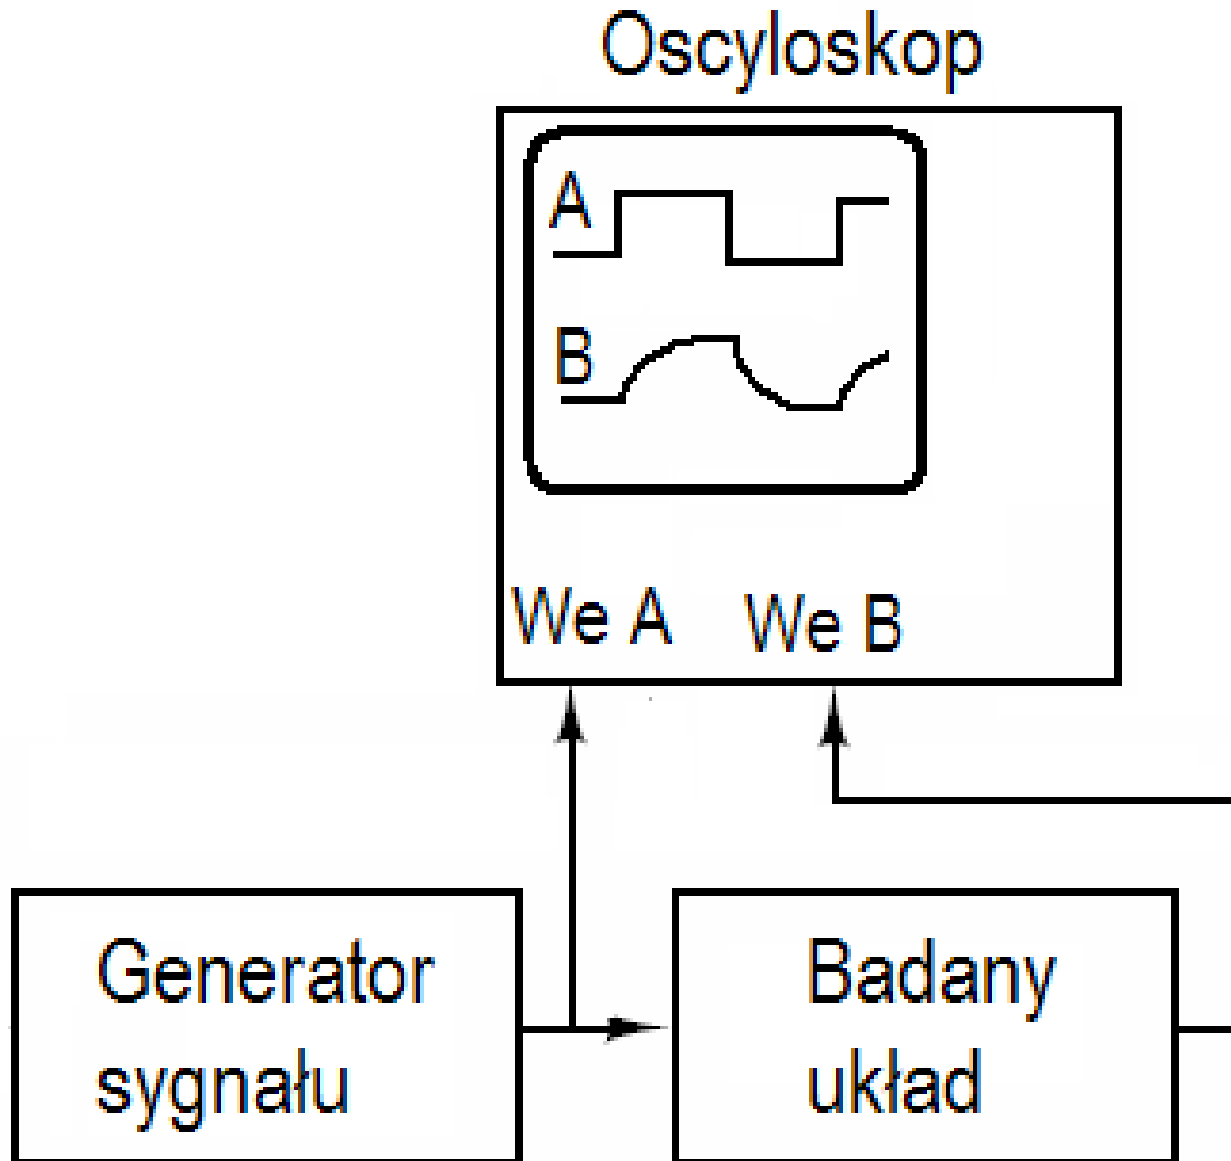 Oscyloskop
A
B
We A We B
Generator
sygnału
Badany
układ